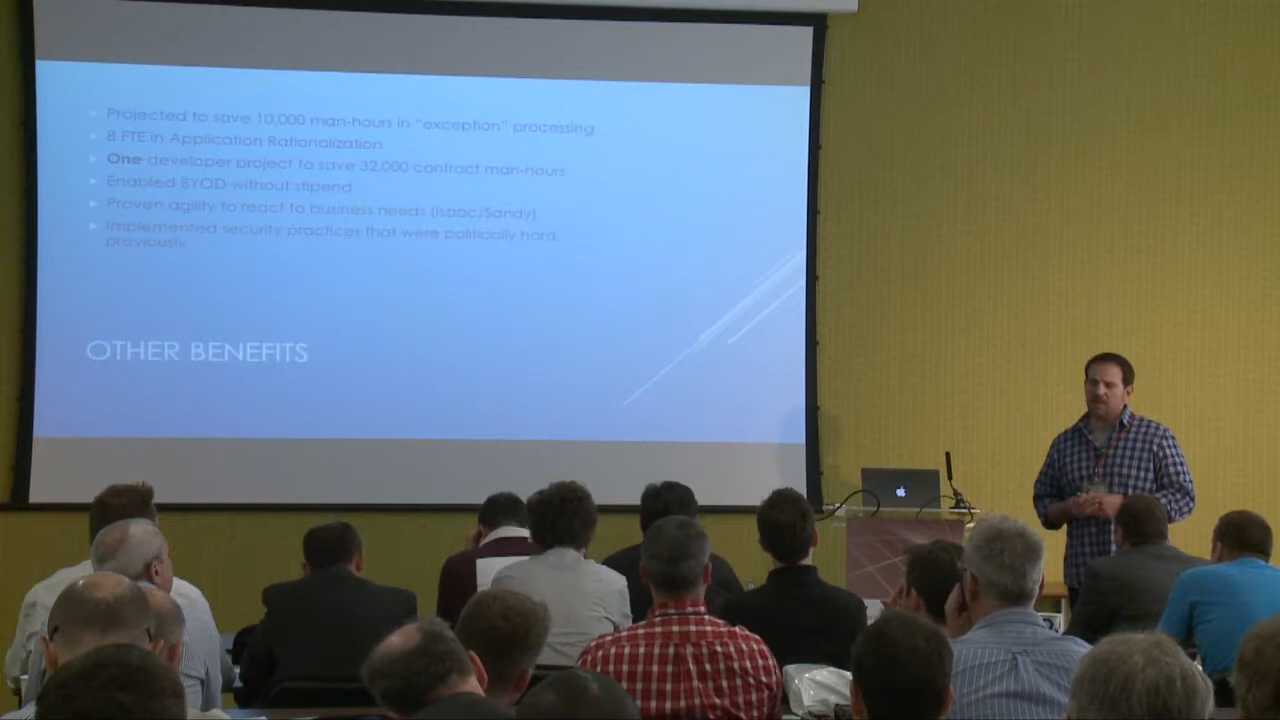 Projected to save 10,000 man-hours in "exception" processing
8 FTE in Application Rationalization
One developer project to save 32,000 contract man-hours
Enabled BYOD without stipend
Proven agility to react to business needs (Isaac/Sandy)
Implemented security practices that were politically hard
previously
OTHER BENEFITS